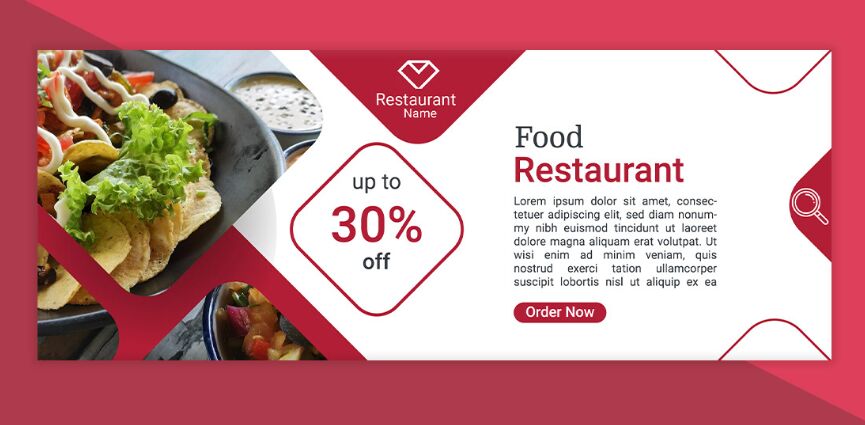 Restaurant
Name
up to
30%
off
Food
Restaurant
Lorem ipsum dolor sit amet, consec-
tetuer adipiscing elit, sed diam nonum-
my nibh euismod tincidunt ut laoreet
dolore magna aliquam erat volutpat. Ut
wisi enim ad minim veniam, quis
nostrud exerci tation ullamcorper
suscipit lobortis nisl ut aliquip ex ea
Order Now